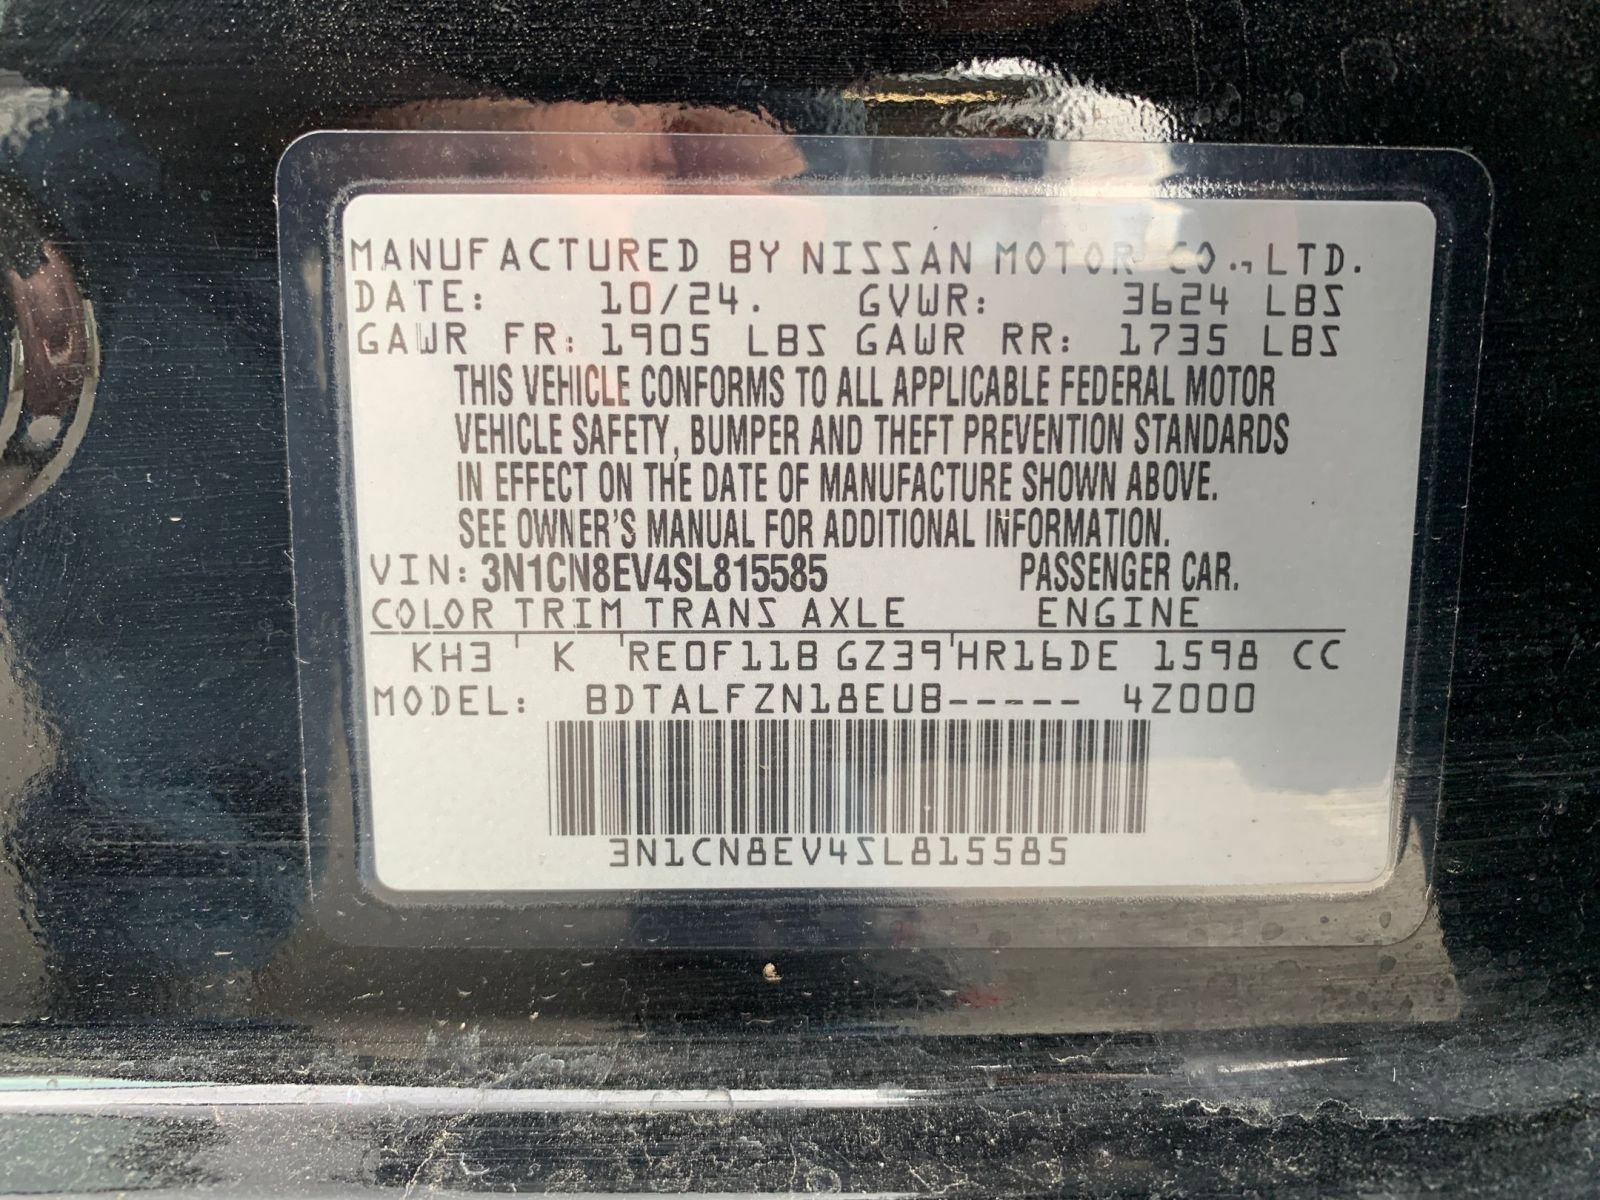 MANUFACTURED BY NISSAN MOTOR CO., LTD.
DATE: 10/24. GVWR: 3624 LBS
GAWR FR: 1905 LBS GAWR RR: 1735 LBS
THIS VEHICLE CONFORMS TO ALL APPLICABLE FEDERAL MOTOR
VEHICLE SAFETY, BUMPER AND THEFT PREVENTION STANDARDS
IN EFFECT ON THE DATE OF MANUFACTURE SHOWN ABOVE.
SEE OWNER'S MANUAL FOR ADDITIONAL INFORMATION.
VIN: 3N1CN8EV4SL815585 PASSENGER CAR.
COLOR TRIM TRANS AXLE ENGINE
KH3 ' K 'RE0F11B GZ39'HR16DE 1598 CC
MODEL: BDTALFZN18EUB----- 4Z000
3N1CN8EV4SL815585